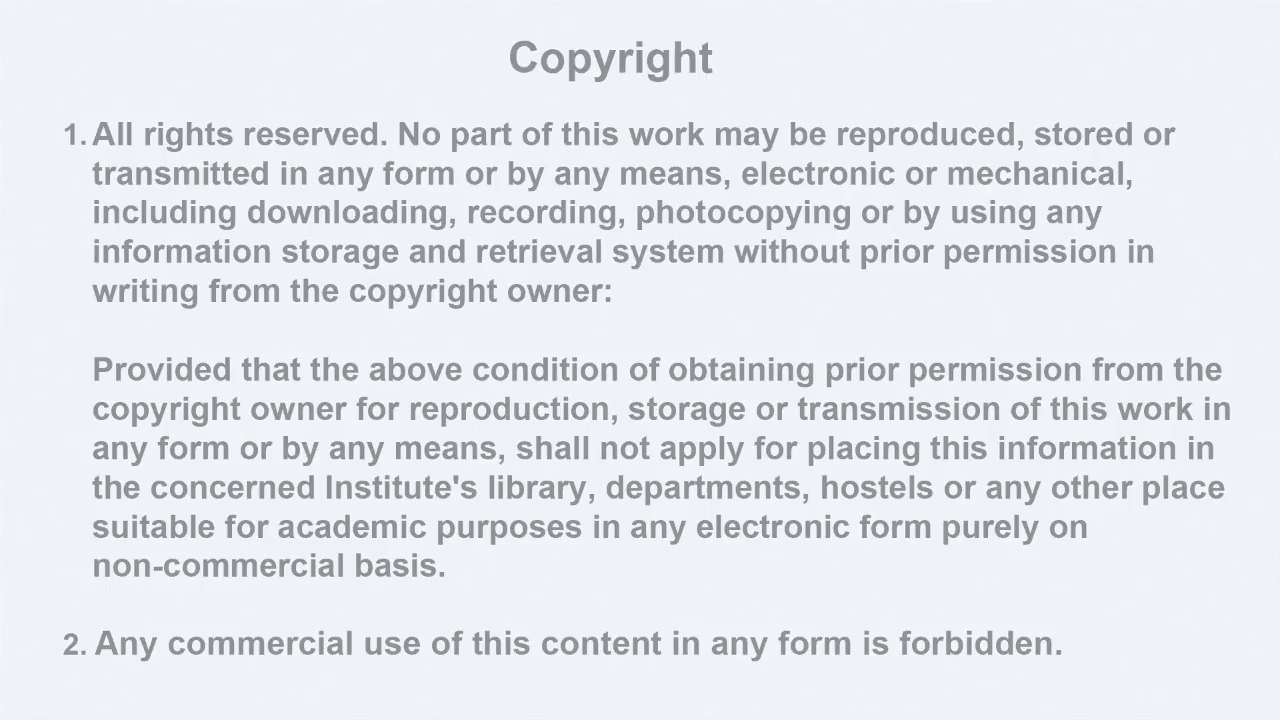 Copyright
1. All rights reserved. No part of this work may be reproduced, stored or
transmitted in any form or by any means, electronic or mechanical,
including downloading, recording, photocopying or by using any
information storage and retrieval system without prior permission in
writing from the copyright owner:
Provided that the above condition of obtaining prior permission from the
copyright owner for reproduction, storage or transmission of this work in
any form or by any means, shall not apply for placing this information in
the concerned Institute's library, departments, hostels or any other place
suitable for academic purposes in any electronic form purely on
non-commercial basis.
2. Any commercial use of this content in any form is forbidden.